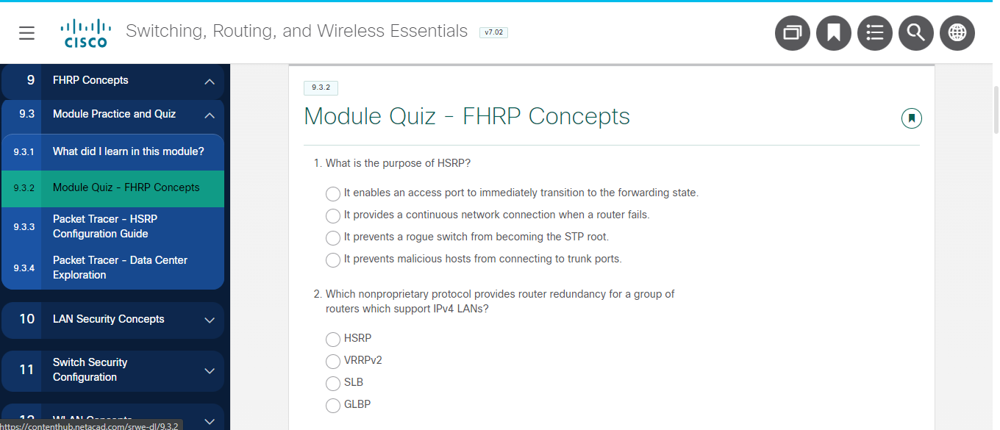 CISCO
Switching, Routing, and Wireless Essentials
v7.02
9 FHRP Concepts
9.3 Module Practice and Quiz
9.3.1 What did I learn in this module?
9.3.2 Module Quiz - FHRP Concepts
9.3.3 Packet Tracer - HSRP
Configuration Guide
9.3.4 Packet Tracer - Data Center
Exploration
10 LAN Security Concepts
11 Switch Security
Configuration
12 WLAN Concepts
https://contenthub.netacad.com/srwe-dl/9.3.2
9.3.2
Module Quiz - FHRP Concepts
1. What is the purpose of HSRP?
It enables an access port to immediately transition to the forwarding state.
It provides a continuous network connection when a router fails.
It prevents a rogue switch from becoming the STP root.
It prevents malicious hosts from connecting to trunk ports.
2. Which nonproprietary protocol provides router redundancy for a group of
routers which support IPv4 LANs?
HSRP
VRRPv2
SLB
GLBP